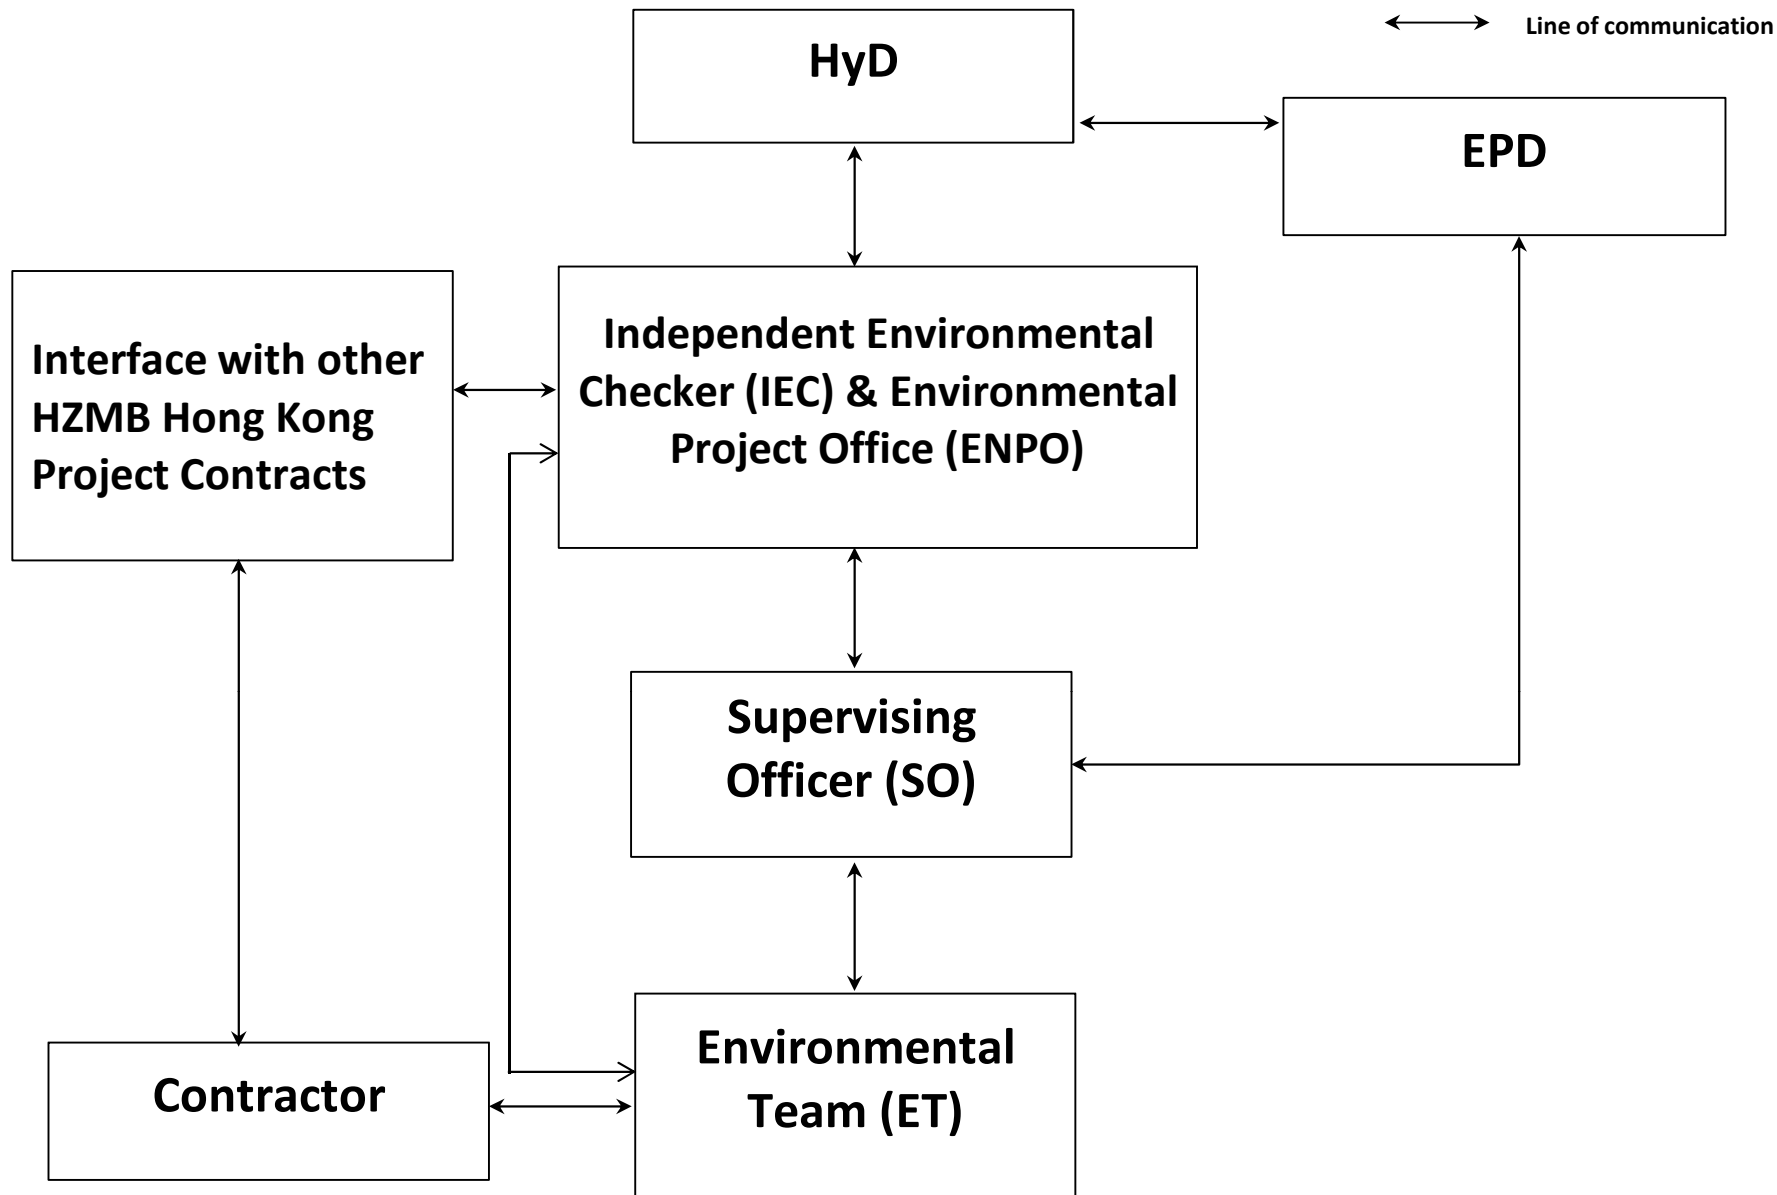 Line of communication
HyD
EPD
Interface with other
HZMB Hong Kong
Project Contracts
Independent Environmental
Checker (IEC) & Environmental
Project Office (ENPO)
Supervising
Officer (SO)
Contractor
Environmental
Team (ET)